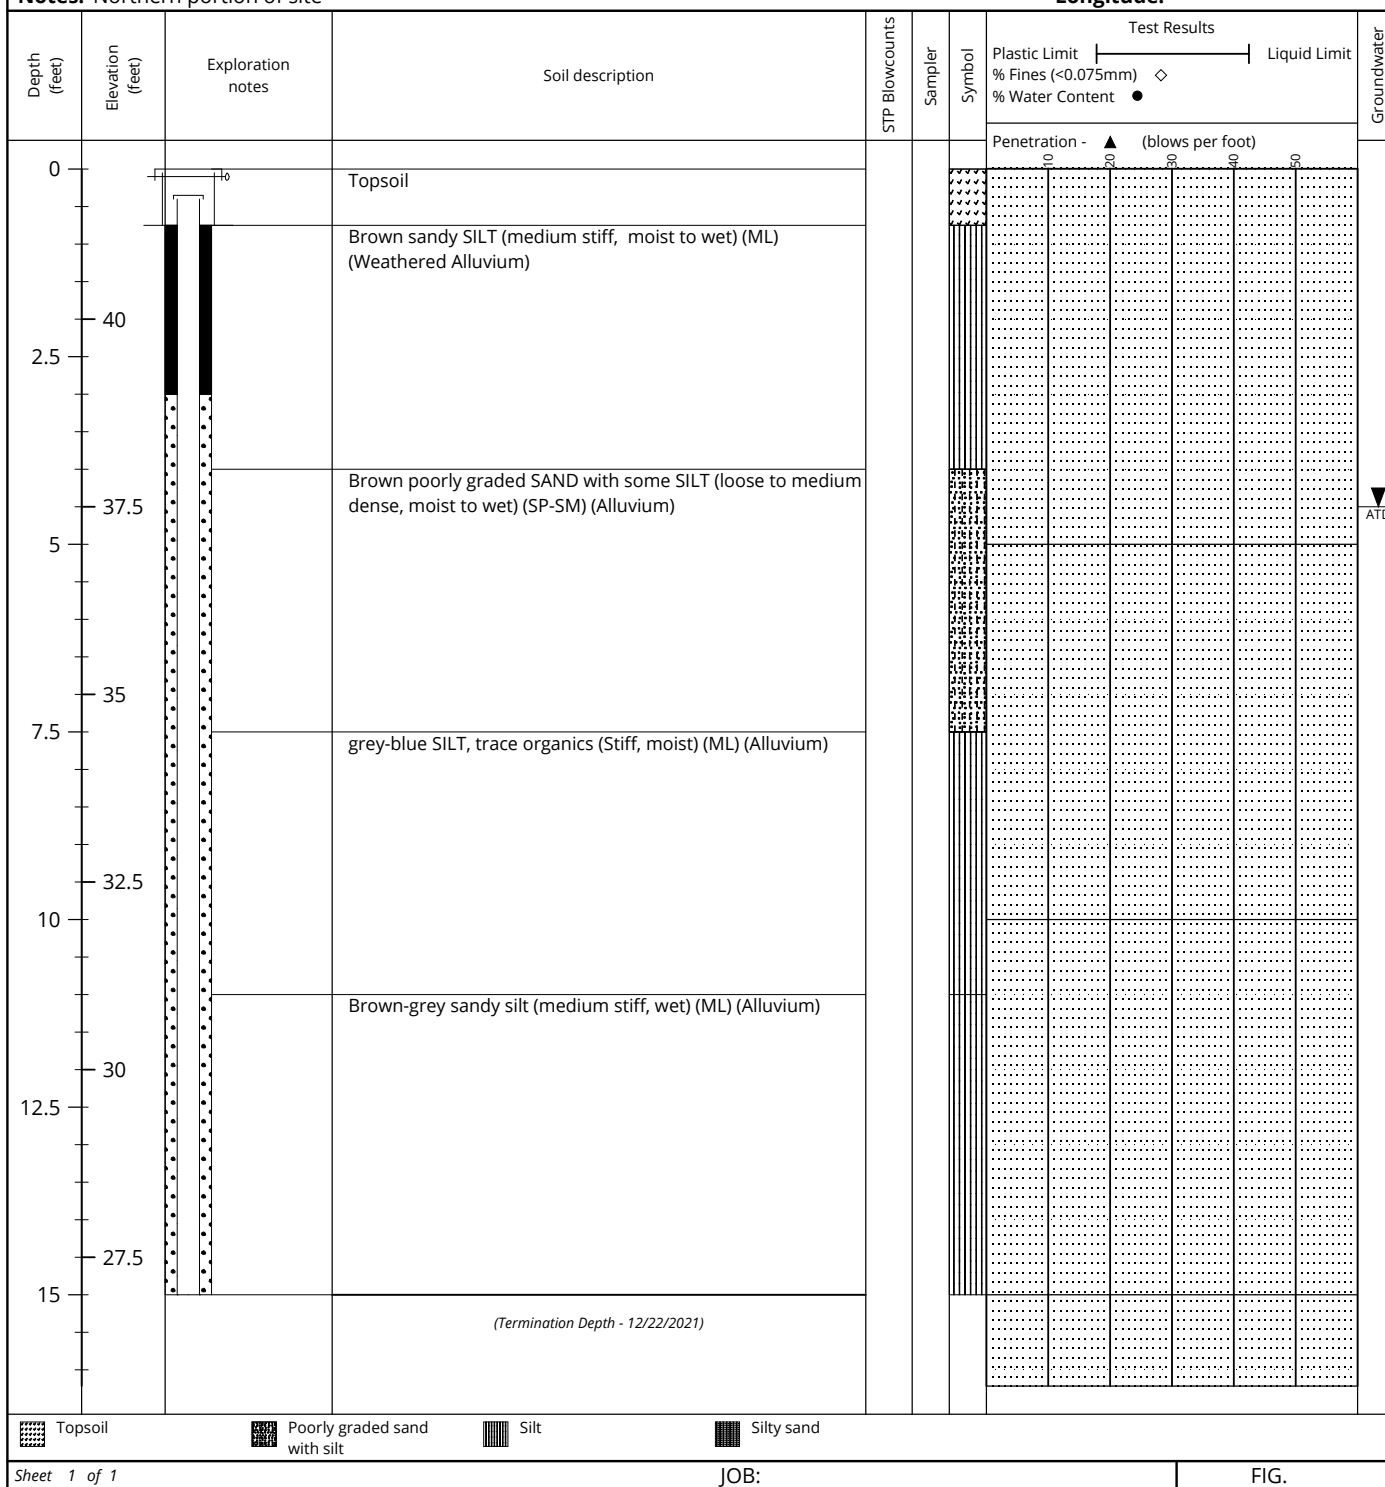 Notes: Northern portion of site
Longitude:
Depth (feet)
Elevation (feet)
Exploration notes
Soil description
STP Blowcounts
Sampler
Symbol
Test Results
Plastic Limit
Liquid Limit
% Fines (<0.075mm)
% Water Content
Groundwater
Penetration - (blows per foot)
10 20 30 40 50
0
Topsoil
Brown sandy SILT (medium stiff, moist to wet) (ML)
(Weathered Alluvium)
40
2.5
Brown poorly graded SAND with some SILT (loose to medium
dense, moist to wet) (SP-SM) (Alluvium)
37.5
ATD
5
35
7.5
grey-blue SILT, trace organics (Stiff, moist) (ML) (Alluvium)
32.5
10
Brown-grey sandy silt (medium stiff, wet) (ML) (Alluvium)
30
12.5
27.5
15
(Termination Depth - 12/22/2021)
Topsoil
Poorly graded sand
with silt
Silt
Silty sand
Sheet 1 of 1
JOB:
FIG.